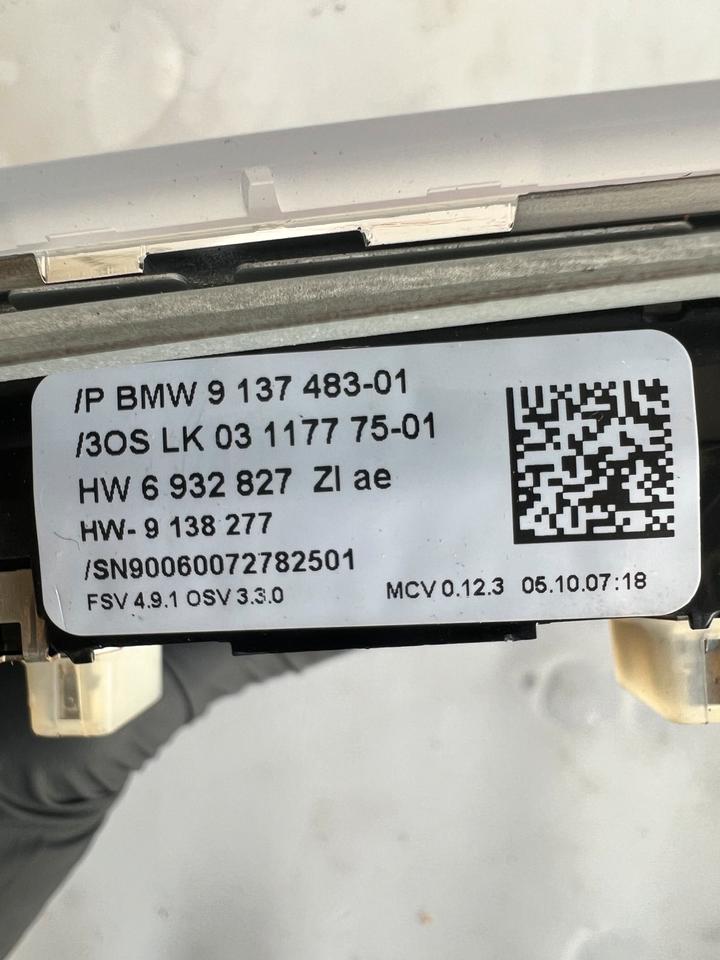 /P BMW 9 137 483-01
/3OS LK 03 1177 75-01
HW 6 932 827 ZI ae
HW- 9 138 277
/SN90060072782501
FSV 4.9.1 OSV 3.3.0 MCV 0.12.3 05.10.07:18